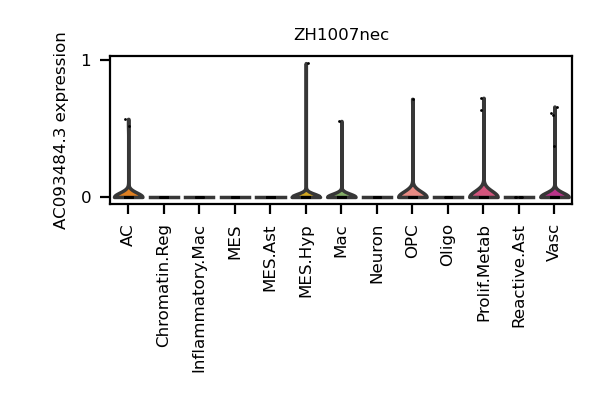 ZH1007nec
AC093484.3 expression
1
0
AC
Chromatin.Reg
Inflammatory.Mac
MES
MES.Ast
MES.Hyp
Mac
Neuron
OPC
Oligo
Prolif.Metab
Reactive.Ast
Vasc